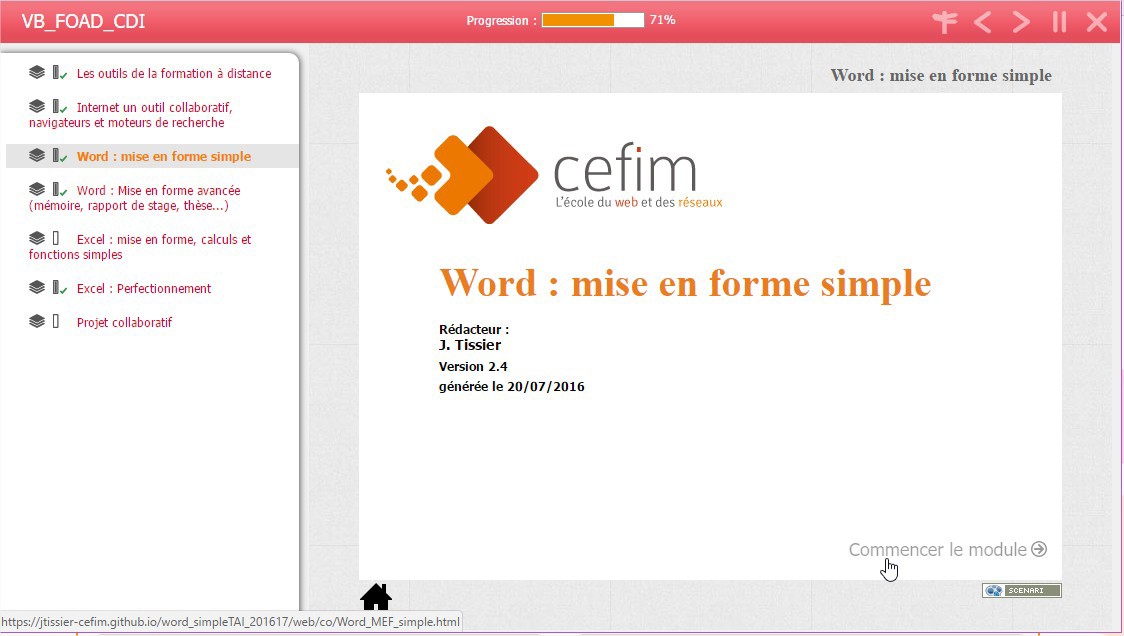 VB_FOAD_CDI
Progression :
71%
Les outils de la formation à distance
Internet un outil collaboratif,
navigateurs et moteurs de recherche
Word : mise en forme simple
Word : Mise en forme avancée
(mémoire, rapport de stage, thèse...)
Excel : mise en forme, calculs et
fonctions simples
Excel : Perfectionnement
Projet collaboratif
Word : mise en forme simple
cefim
L'école du web et des réseaux
Word : mise en forme simple
Rédacteur :
J. Tissier
Version 2.4
générée le 20/07/2016
Commencer le module
SCENARI
https://jtissier-cefim.github.io/word_simpleTAI_201617/web/co/Word_MEF_simple.html